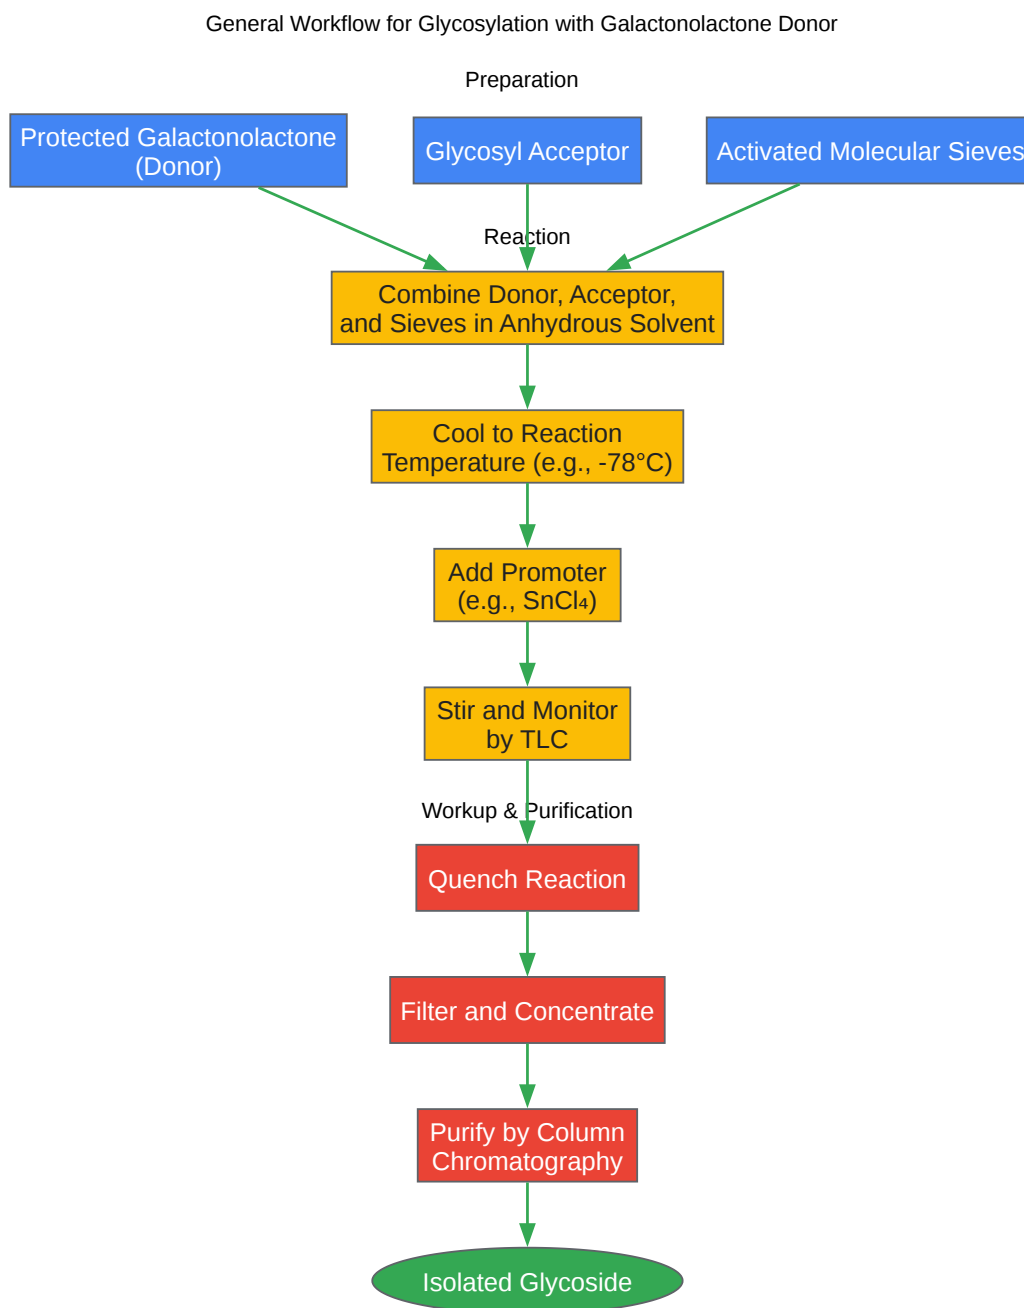 General Workflow for Glycosylation with Galactonolactone Donor
Preparation
Protected Galactonolactone
(Donor)
Glycosyl Acceptor
Activated Molecular Sieves
Reaction
Combine Donor, Acceptor,
and Sieves in Anhydrous Solvent
Cool to Reaction
Temperature (e.g., -78°C)
Add Promoter
(e.g., SnCl₄)
Stir and Monitor
by TLC
Workup & Purification
Quench Reaction
Filter and Concentrate
Purify by Column
Chromatography
Isolated Glycoside